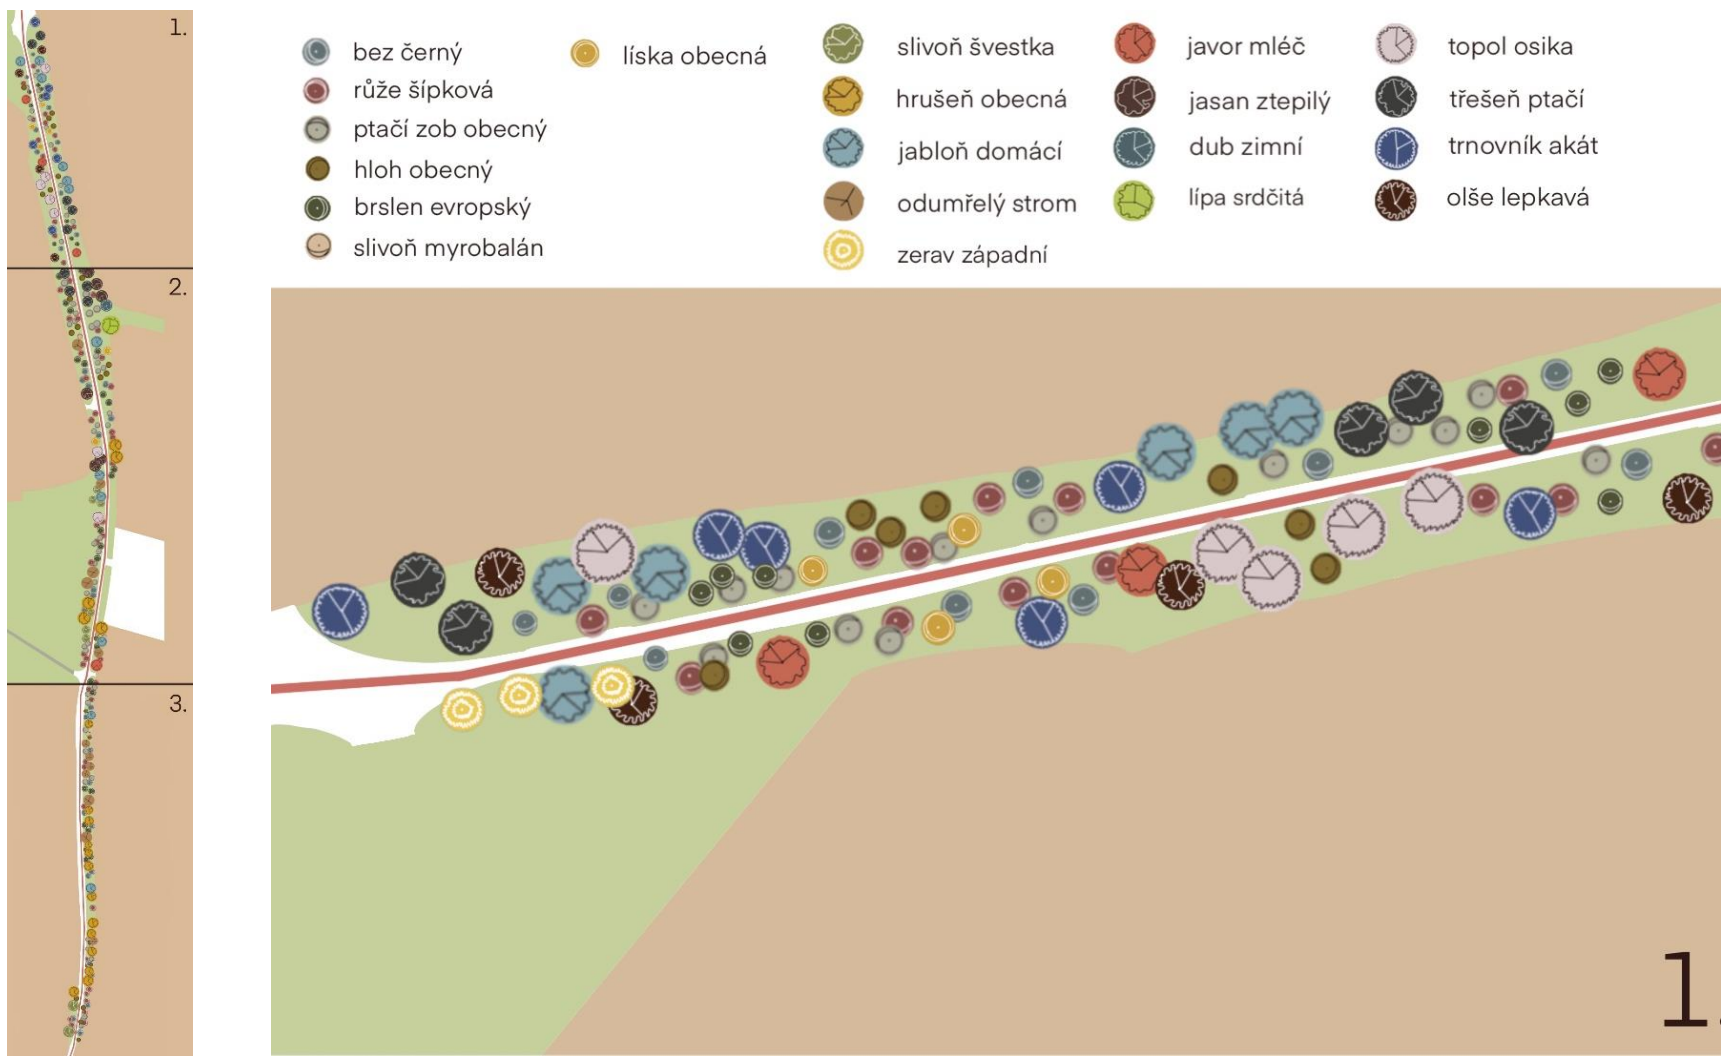 1.
2.
3.
bez černý
růže šípková
ptačí zob obecný
hloh obecný
brslen evropský
slivoň myrobalán
líska obecná
slivoň švestka
hrušeň obecná
jabloň domácí
odumřelý strom
zerav západní
javor mléč
jasan ztepilý
dub zimní
lípa srdčitá
topol osika
třešeň ptačí
trnovník akát
olše lepkavá
1.